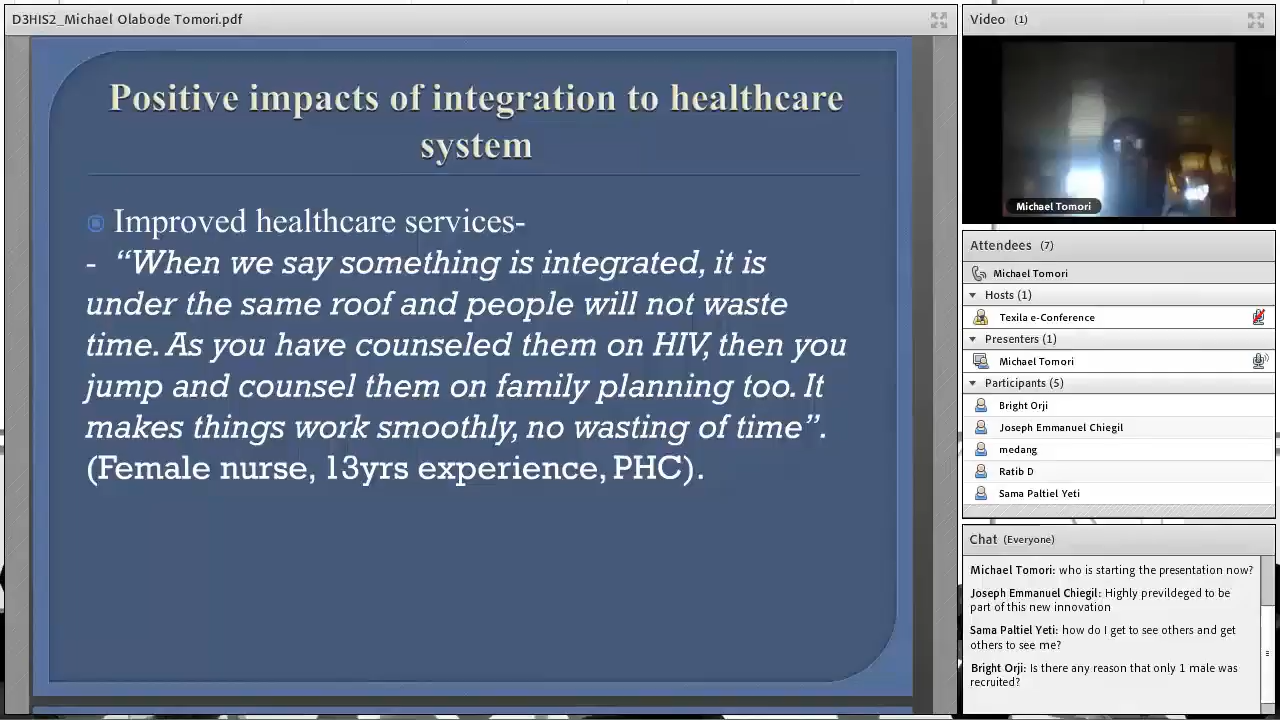 D3HIS2_Michael Olabode Tomori.pdf
Positive impacts of integration to healthcare
system
Improved healthcare services-
- “When we say something is integrated, it is
under the same roof and people will not waste
time. As you have counseled them on HIV, then you
jump and counsel them on family planning too. It
makes things work smoothly, no wasting of time”.
(Female nurse, 13yrs experience, PHC).
Video (1)
Michael Tomori
Attendees (7)
Michael Tomori
Hosts (1)
Texila e-Conference
Presenters (1)
Michael Tomori
Participants (5)
Bright Orji
Joseph Emmanuel Chiegil
medang
Ratib D
Sama Paltiel Yeti
Chat (Everyone)
Michael Tomori: who is starting the presentation now?
Joseph Emmanuel Chiegil: Highly previldeged to be
part of this new innovation
Sama Paltiel Yeti: how do I get to see others and get
others to see me?
Bright Orji: Is there any reason that only 1 male was
recruited?